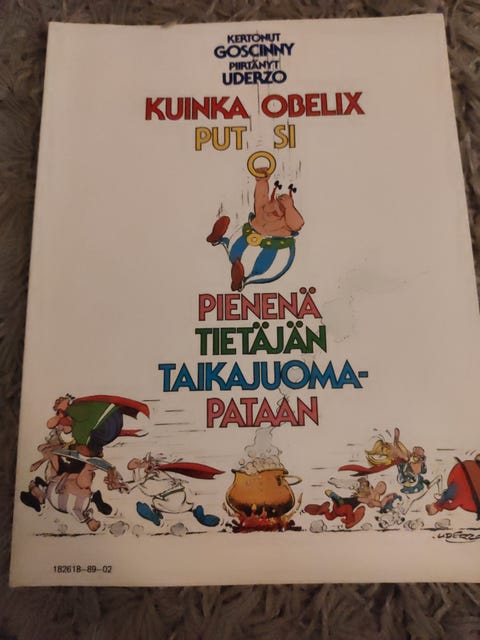 KERTONUT
GOSCINNY
PIIRTÄNYT
UDERZO
KUINKA OBELIX
PUTOSI
PIENENÄ
TIETÄJÄN
TAIKAJUOMA-
PATAAN
UDERZO
182618-89-02